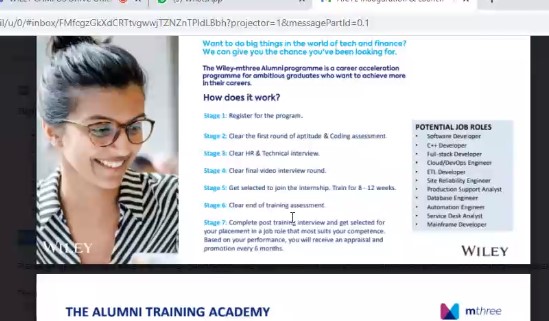 il/u/0/#inbox/FMfcgzGkXdCRTtvgwwjTZNZnTPldLBbh?projector=1&messagePartId=0.1
Want to do big things in the world of tech and finance?
We can give you the chance you've been looking for.
The Wiley-mthree Alumni programme is a career acceleration
programme for ambitious graduates who want to achieve more
in their careers.
How does it work?
Stage 1: Register for the program.
Stage 2: Clear the first round of aptitude & Coding assessment.
Stage 3: Clear HR & Technical interview.
Stage 4: Clear final video interview round.
Stage 5: Get selected to join the internship. Train for 8 - 12 weeks.
Stage 6: Clear end of training assessment.
Stage 7: Complete post training interview and get selected for
your placement in a job role that most suits your competence.
Based on your performance, you will receive an appraisal and
promotion every 6 months.
POTENTIAL JOB ROLES
• Software Developer
• C++ Developer
• Full-stack Developer
• Cloud/DevOps Engineer
• ETL Developer
• Site Reliability Engineer
• Production Support Analyst
• Database Engineer
• Automation Engineer
• Service Desk Analyst
• Mainframe Developer
WILEY
WILEY
THE ALUMNI TRAINING ACADEMY
mthree